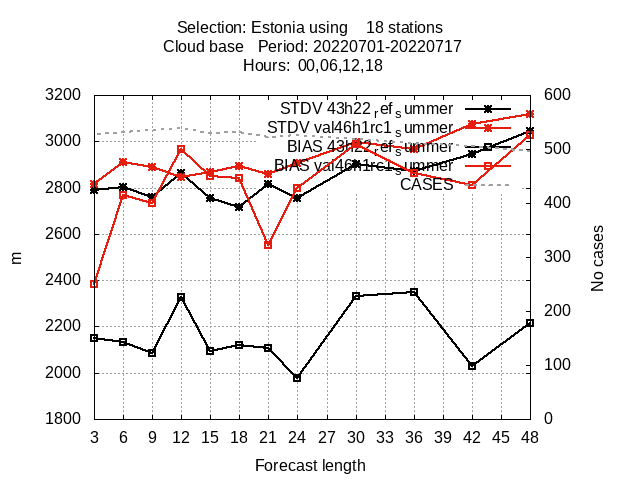 Selection: Estonia using 18 stations
Cloud base Period: 20220701-20220717
Hours: 00,06,12,18
3200 600
STDV 43h22_ref_summer
STDV val46h1rc1_summer
3000 500
BIAS 43h22_ref_summer
BIAS val46h1rc1_summer
2800 400
CASES
2600
2400 300
2200 200
2000 100
1800 0
m
No cases
3 6 9 12 15 18 21 24 27 30 33 36 39 42 45 48
Forecast length